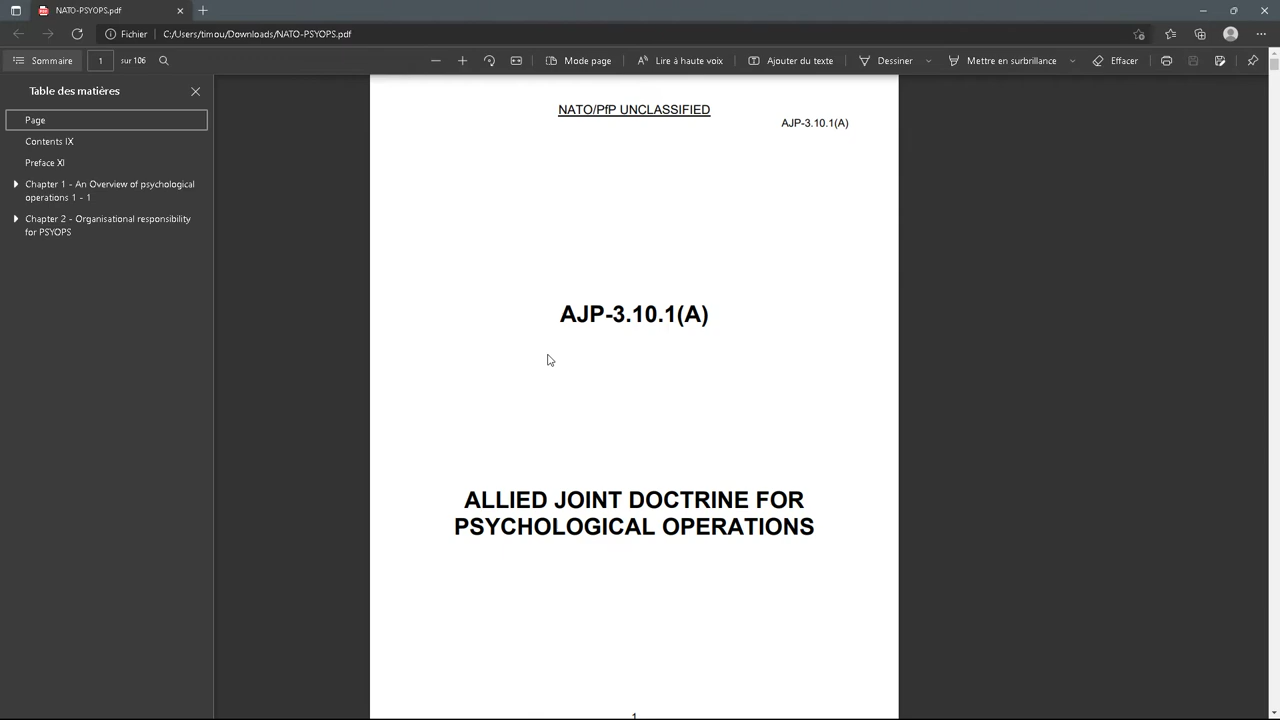 NATO-PSYOPS.pdf
Fichier C:/Users/timou/Downloads/NATO-PSYOPS.pdf
Sommaire 1 sur 106 Mode page Lire à haute voix Ajouter du texte Dessiner Mettre en surbrillance Effacer
Table des matières
Page
Contents IX
Preface XI
Chapter 1 - An Overview of psychological
operations 1 - 1
Chapter 2 - Organisational responsibility
for PSYOPS
NATO/PfP UNCLASSIFIED
AJP-3.10.1(A)
AJP-3.10.1(A)
ALLIED JOINT DOCTRINE FOR
PSYCHOLOGICAL OPERATIONS
1